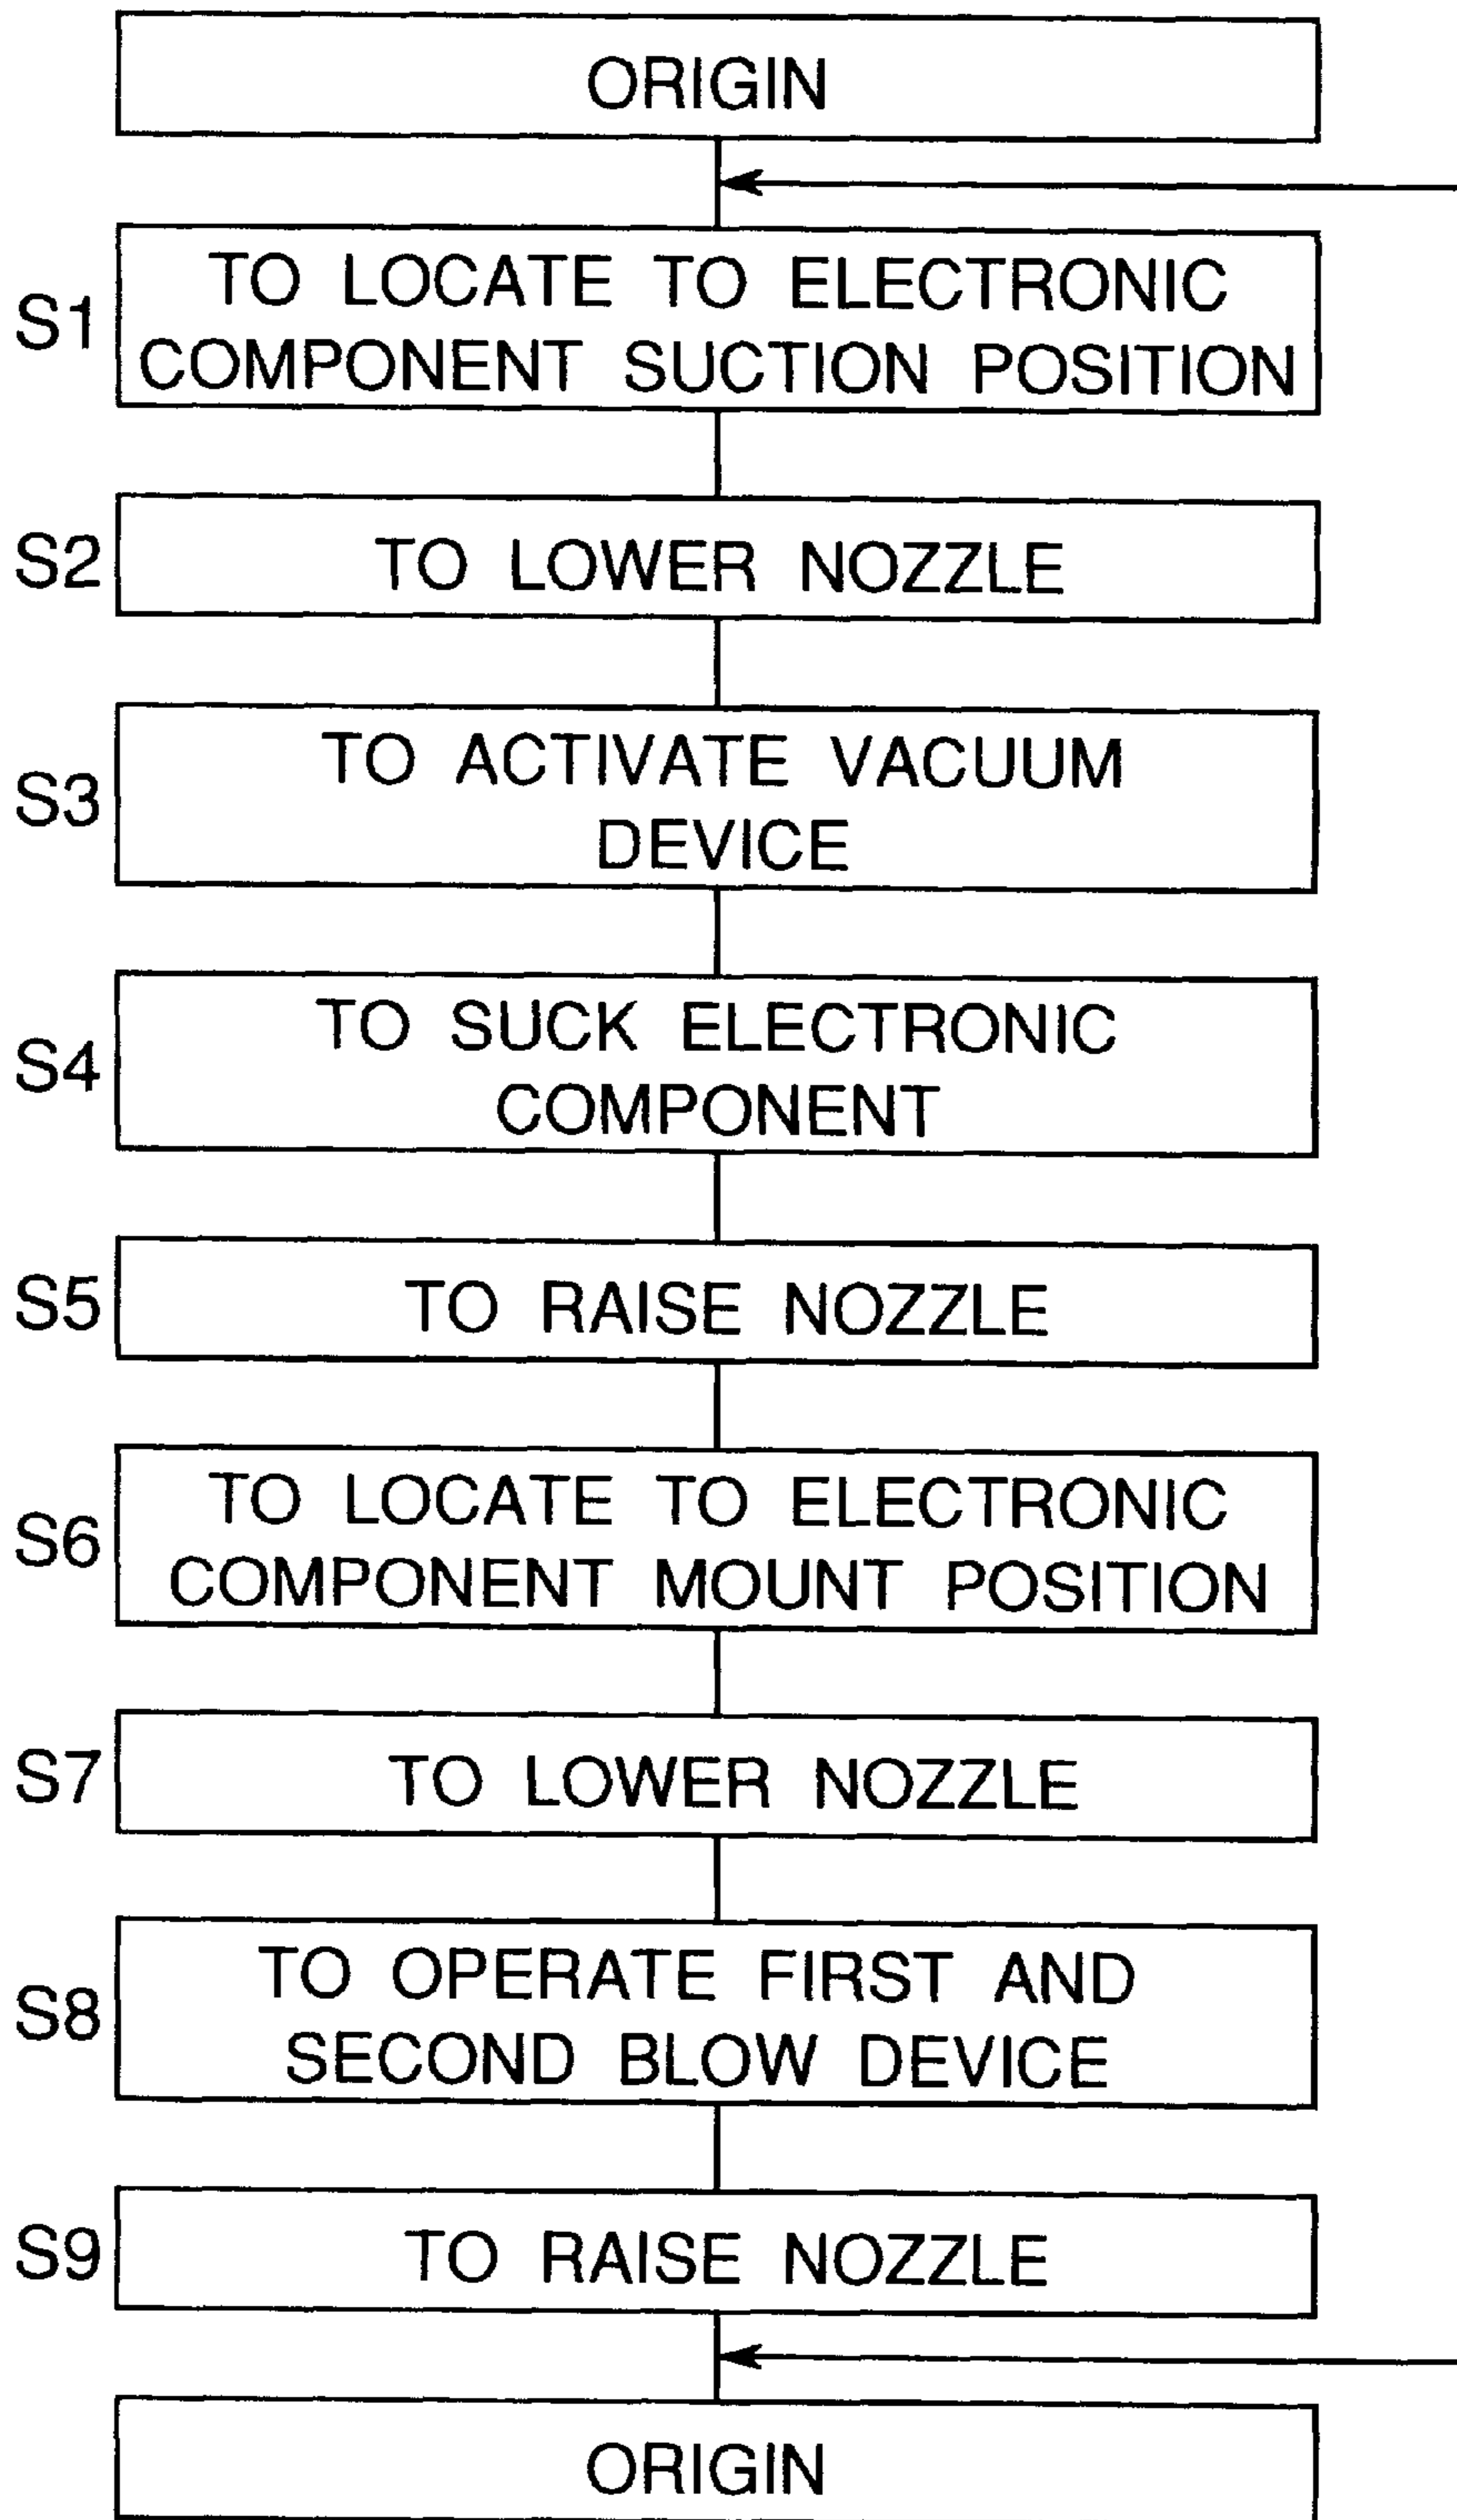 ORIGIN
S1
TO LOCATE TO ELECTRONIC
COMPONENT SUCTION POSITION
S2
TO LOWER NOZZLE
S3
TO ACTIVATE VACUUM
DEVICE
S4
TO SUCK ELECTRONIC
COMPONENT
S5
TO RAISE NOZZLE
S6
TO LOCATE TO ELECTRONIC
COMPONENT MOUNT POSITION
S7
TO LOWER NOZZLE
S8
TO OPERATE FIRST AND
SECOND BLOW DEVICE
S9
TO RAISE NOZZLE
ORIGIN